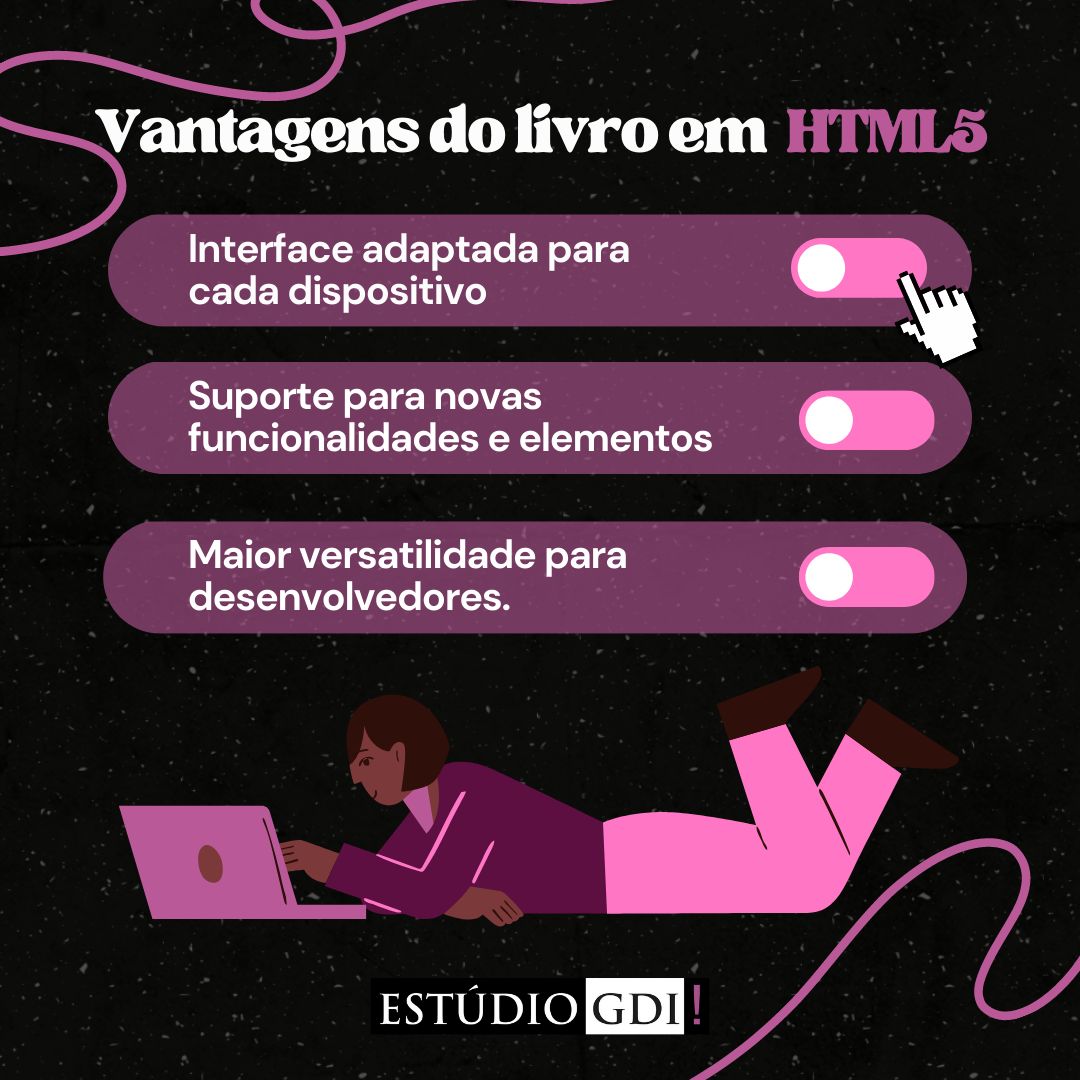 Vantagens do livro em HTML5
Interface adaptada para
cada dispositivo
Suporte para novas
funcionalidades e elementos
Maior versatilidade para
desenvolvedores.
ESTÚDIO GDI!